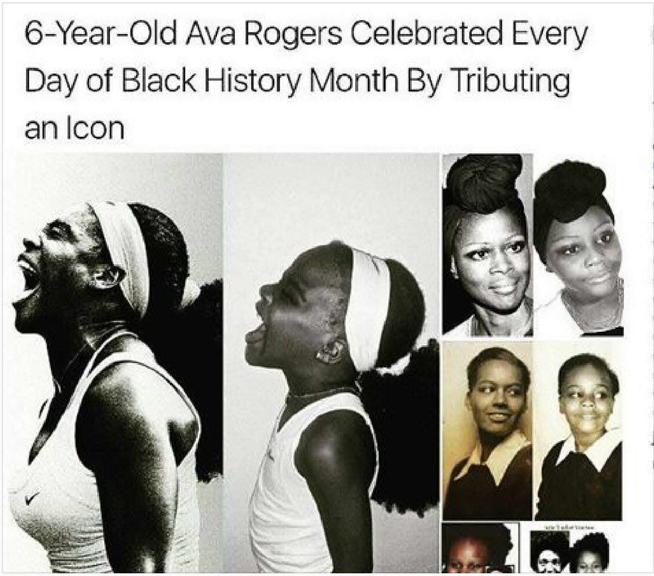 6-Year-Old Ava Rogers Celebrated Every
Day of Black History Month By Tributing
an Icon